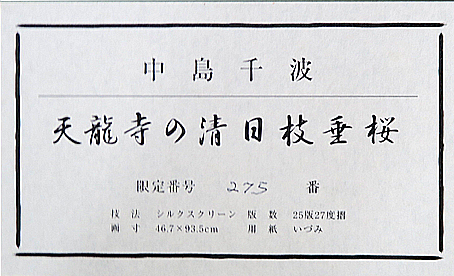 中島千波
天龍寺の清日枝垂桜
限定番号 275 番
技法 シルクスクリーン 版数 25版27度摺
画寸 46.7×93.5cm 用紙 いづみ